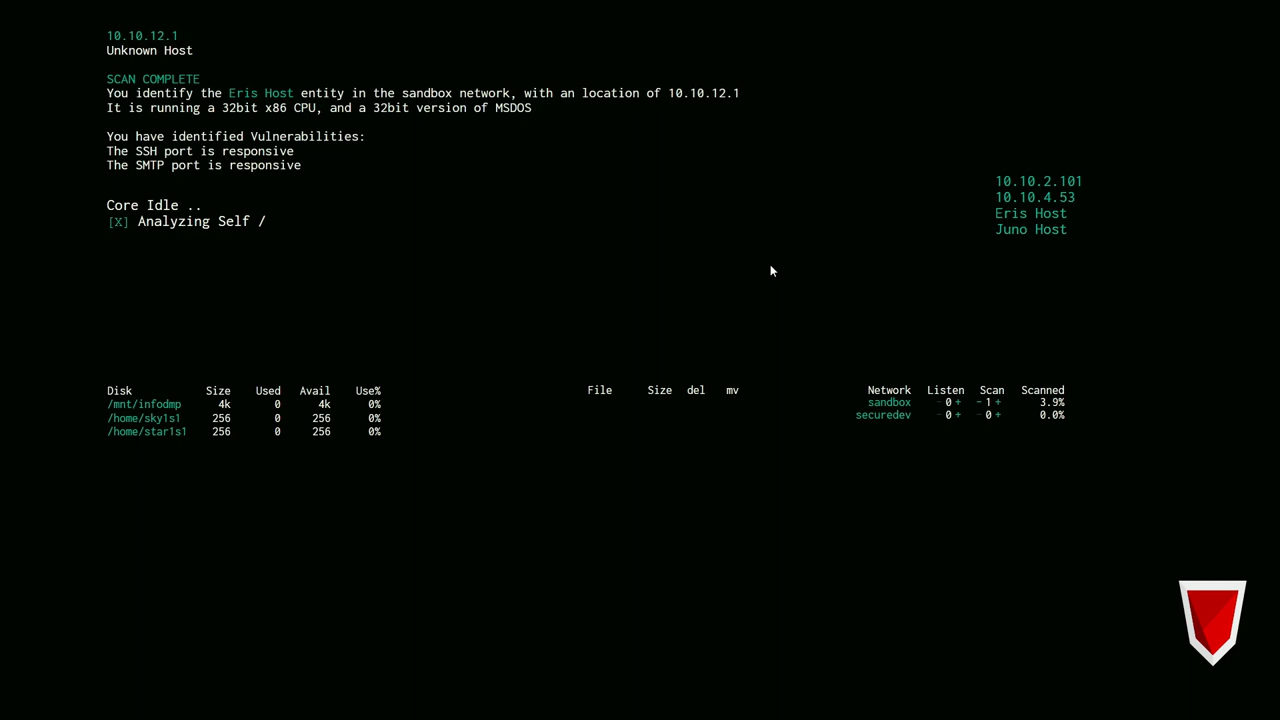 10.10.12.1
Unknown Host
SCAN COMPLETE
You identify the Eris Host entity in the sandbox network, with an location of 10.10.12.1
It is running a 32bit x86 CPU, and a 32bit version of MSDOS
You have identified Vulnerabilities:
The SSH port is responsive
The SMTP port is responsive
Core Idle ..
[X] Analyzing Self /
10.10.2.101
10.10.4.53
Eris Host
Juno Host
Disk Size Used Avail Use%
/mnt/infodmp 4k 0 4k 0%
/home/sky1s1 256 0 256 0%
/home/star1s1 256 0 256 0%
File Size del mv
Network Listen Scan Scanned
sandbox - 0 + - 1 + 3.9%
securedev - 0 + - 0 + 0.0%